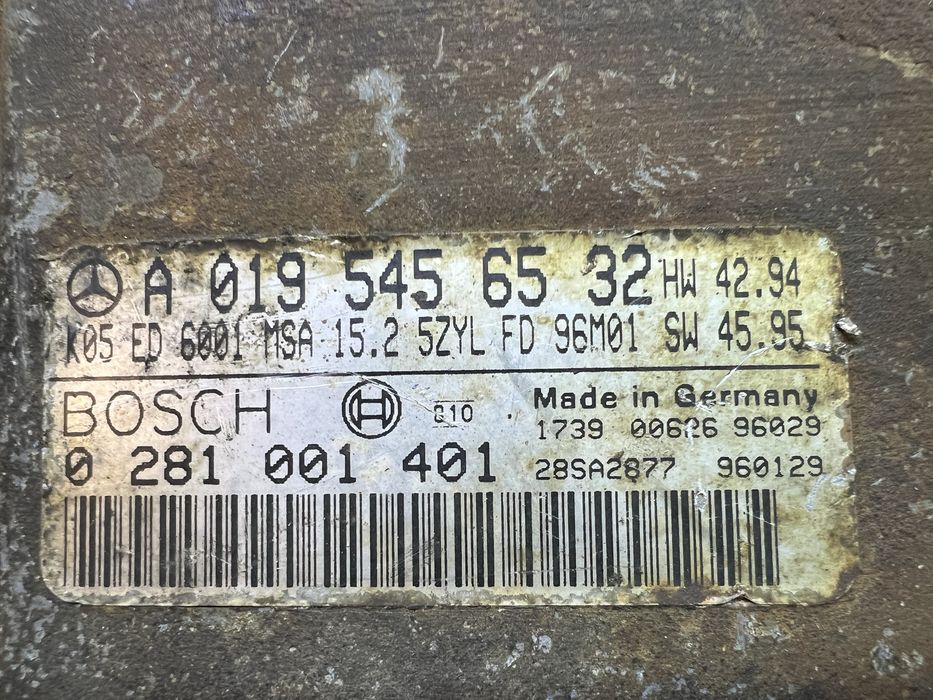 A 019 545 65 32 HW 42.94
K05 ED 6001 MSA 15.2 5ZYL FD 96M01 SW 45.95
BOSCH 810 Made in Germany
1739 00626 96029
0 281 001 401 28SA2877 960129